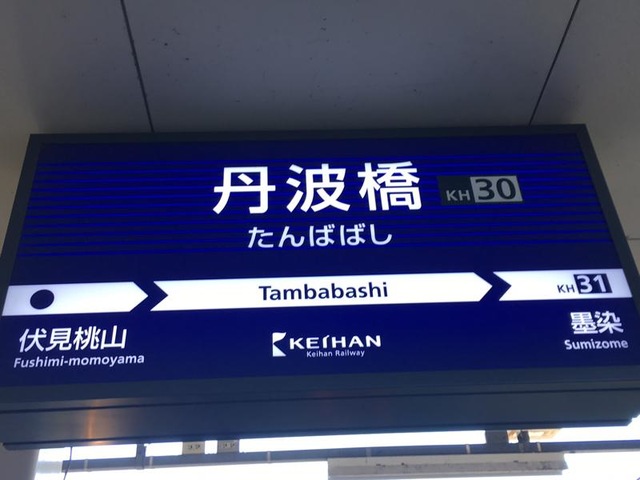 丹波橋 KH30
たんばばし
Tambabashi
KH31
伏見桃山
Fushimi-momoyama
KEIHAN
Keihan Railway
墨染
Sumizome